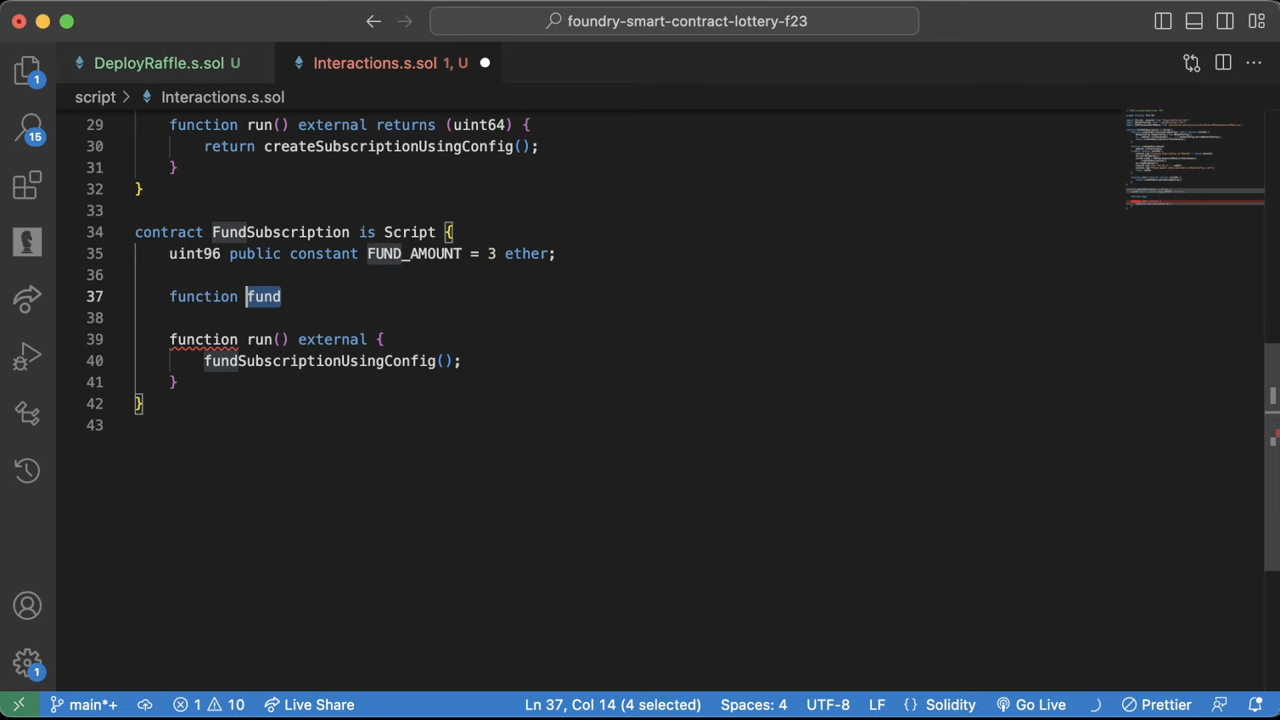 foundry-smart-contract-lottery-f23
DeployRaffle.s.sol U
Interactions.s.sol 1, U
script > Interactions.s.sol
29 function run() external returns (uint64) {
30 return createSubscriptionUsingConfig();
31 }
32 }
33
34 contract FundSubscription is Script {
35 uint96 public constant FUND_AMOUNT = 3 ether;
36
37 function fund
38
39 function run() external {
40 fundSubscriptionUsingConfig();
41 }
42 }
43
1
15
1
main*+ 1 10 Live Share Ln 37, Col 14 (4 selected) Spaces: 4 UTF-8 LF {} Solidity Go Live Prettier